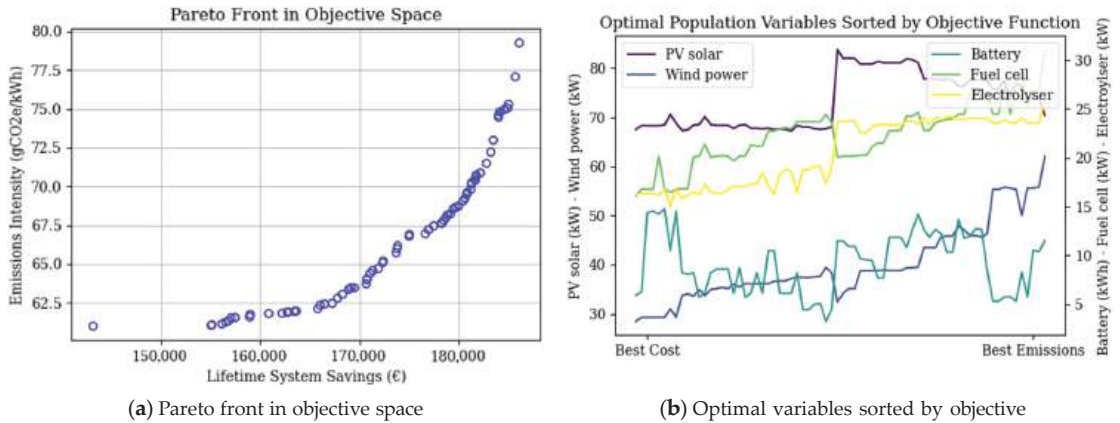 Pareto Front in Objective Space
80.0
77.5
75.0
72.5
70.0
67.5
65.0
62.5
Emissions Intensity (gCO2e/kWh)
150,000 160,000 170,000 180,000
Lifetime System Savings (€)
(a) Pareto front in objective space
Optimal Population Variables Sorted by Objective Function
PV solar
Wind power
Battery
Fuel cell
Electrolyser
80
70
60
50
40
30
PV solar (kW) - Wind power (kW)
30
25
20
15
10
5
Battery (kWh) - Fuel cell (kW) - Electroylser (kW)
Best Cost Best Emissions
(b) Optimal variables sorted by objective